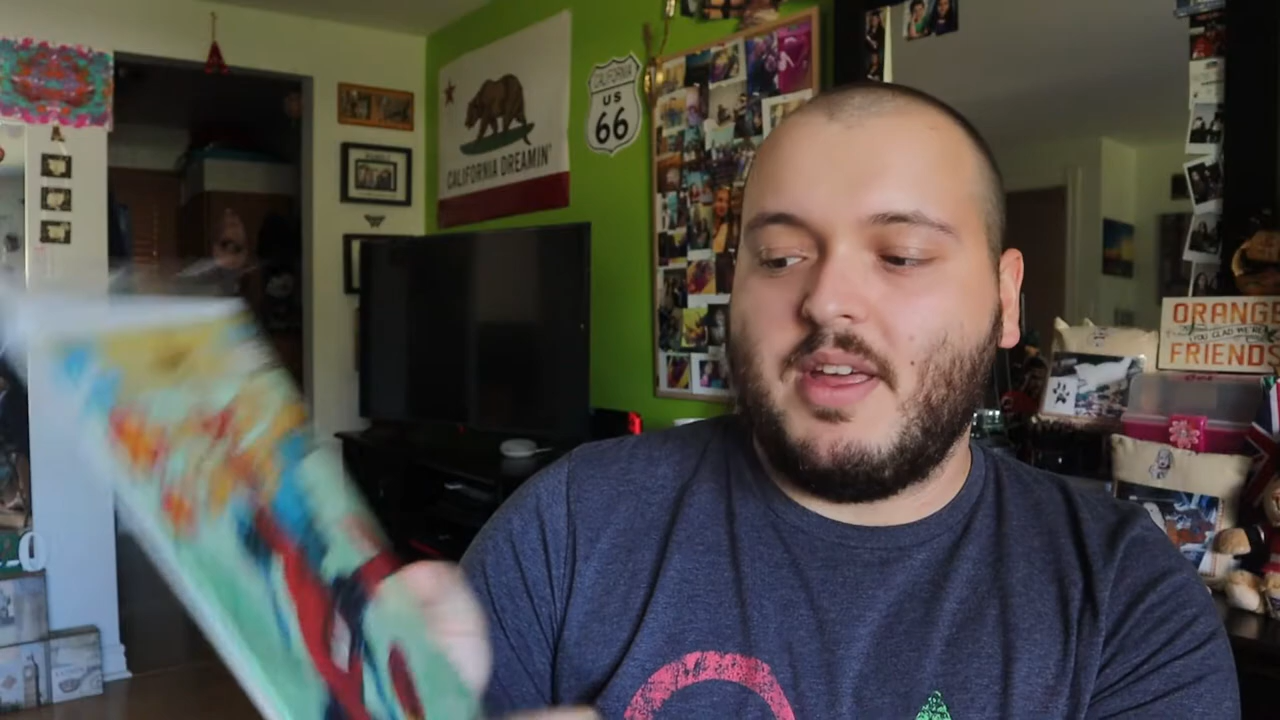 CALIFORNIA
US
66
CALIFORNIA DREAMIN'
ORANGE
YOU GLAD WE'RE
FRIENDS